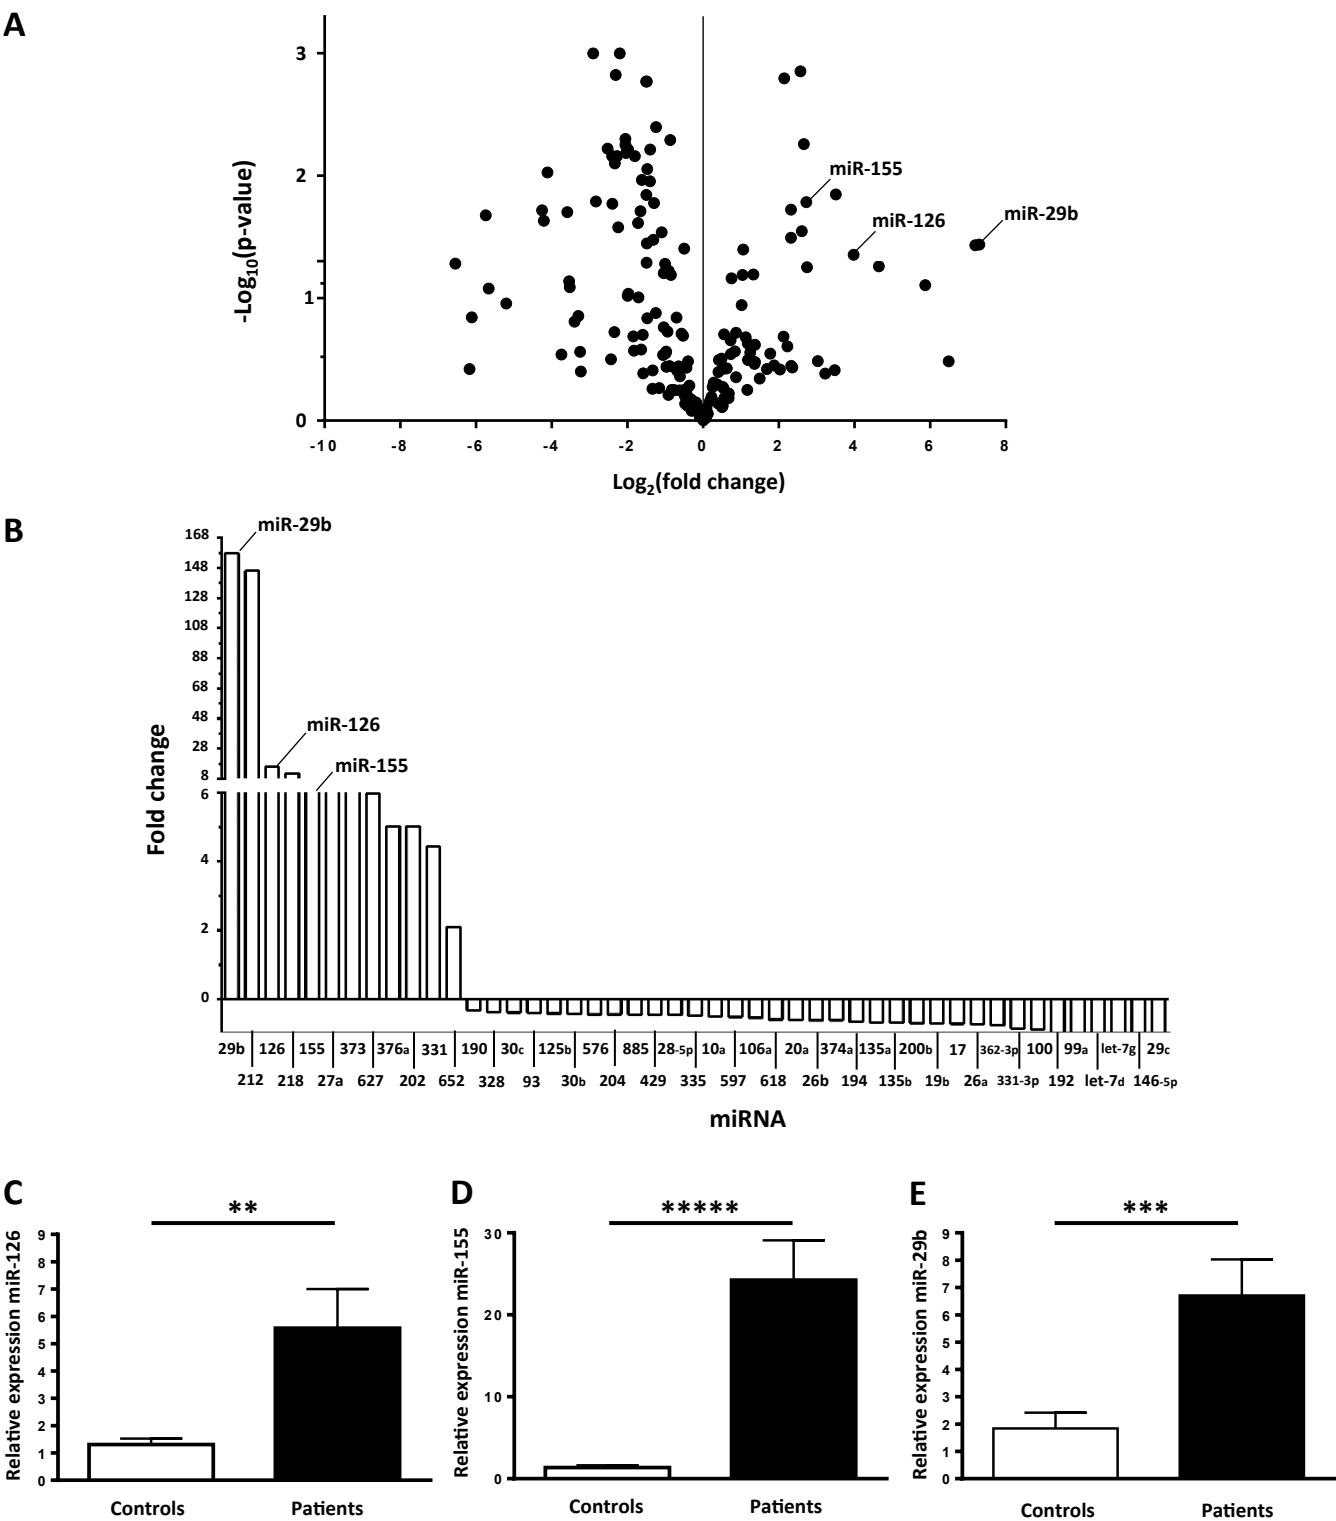 A
3
2
1
0
-Log10(p-value)
miR-155
miR-126
miR-29b
-10 -8 -6 -4 -2 0 2 4 6 8
Log2(fold change)
B
168
148
128
108
88
68
48
28
8
6
4
2
0
Fold change
miR-29b
miR-126
miR-155
29b 126 155 373 376a 331 190 30c 125b 576 885 28-5p 10a 106a 20a 374a 135a 200b 17 362-3p 100 99a let-7g 29c
212 218 27a 627 202 652 328 93 30b 204 429 335 597 618 26b 194 135b 19b 26a 331-3p 192 let-7d 146-5p
miRNA
C
**
Relative expression miR-126
9
8
7
6
5
4
3
2
1
0
Controls Patients
D
*****
Relative expression miR-155
30
20
10
0
Controls Patients
E
***
Relative expression miR-29b
9
8
7
6
5
4
3
2
1
0
Controls Patients